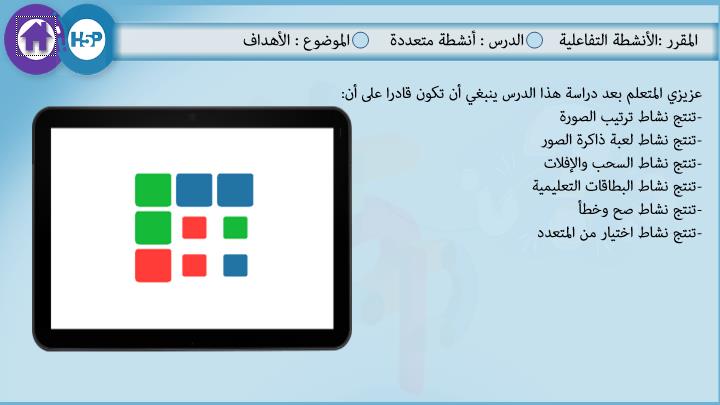 H5P
المقرر :الأنشطة التفاعلية الدرس : أنشطة متعددة الموضوع : الأهداف
عزيزي المتعلم بعد دراسة هذا الدرس ينبغي أن تكون قادرا على أن:
-تنتج نشاط ترتيب الصورة
-تنتج نشاط لعبة ذاكرة الصور
-تنتج نشاط السحب والإفلات
-تنتج نشاط البطاقات التعليمية
-تنتج نشاط صح وخطأ
-تنتج نشاط اختيار من المتعدد